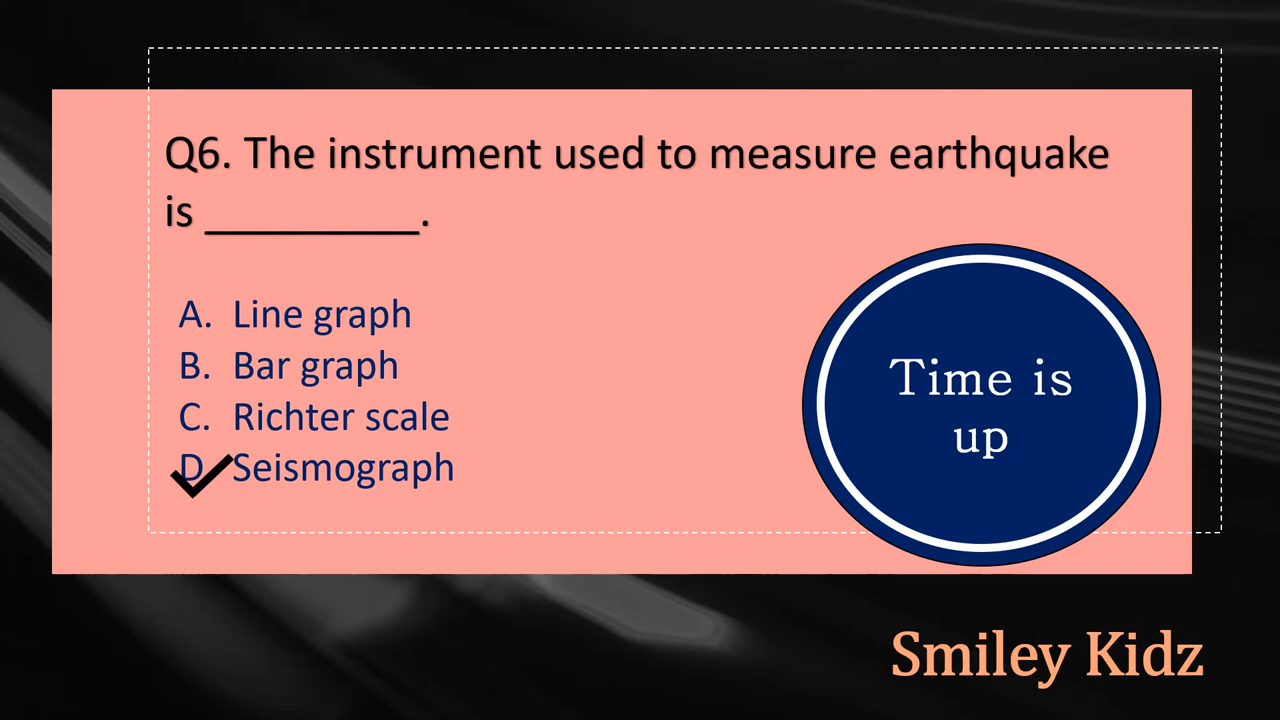 Q6. The instrument used to measure earthquake
is _________.
A. Line graph
B. Bar graph
C. Richter scale
D. Seismograph
Time is
up
Smiley Kidz